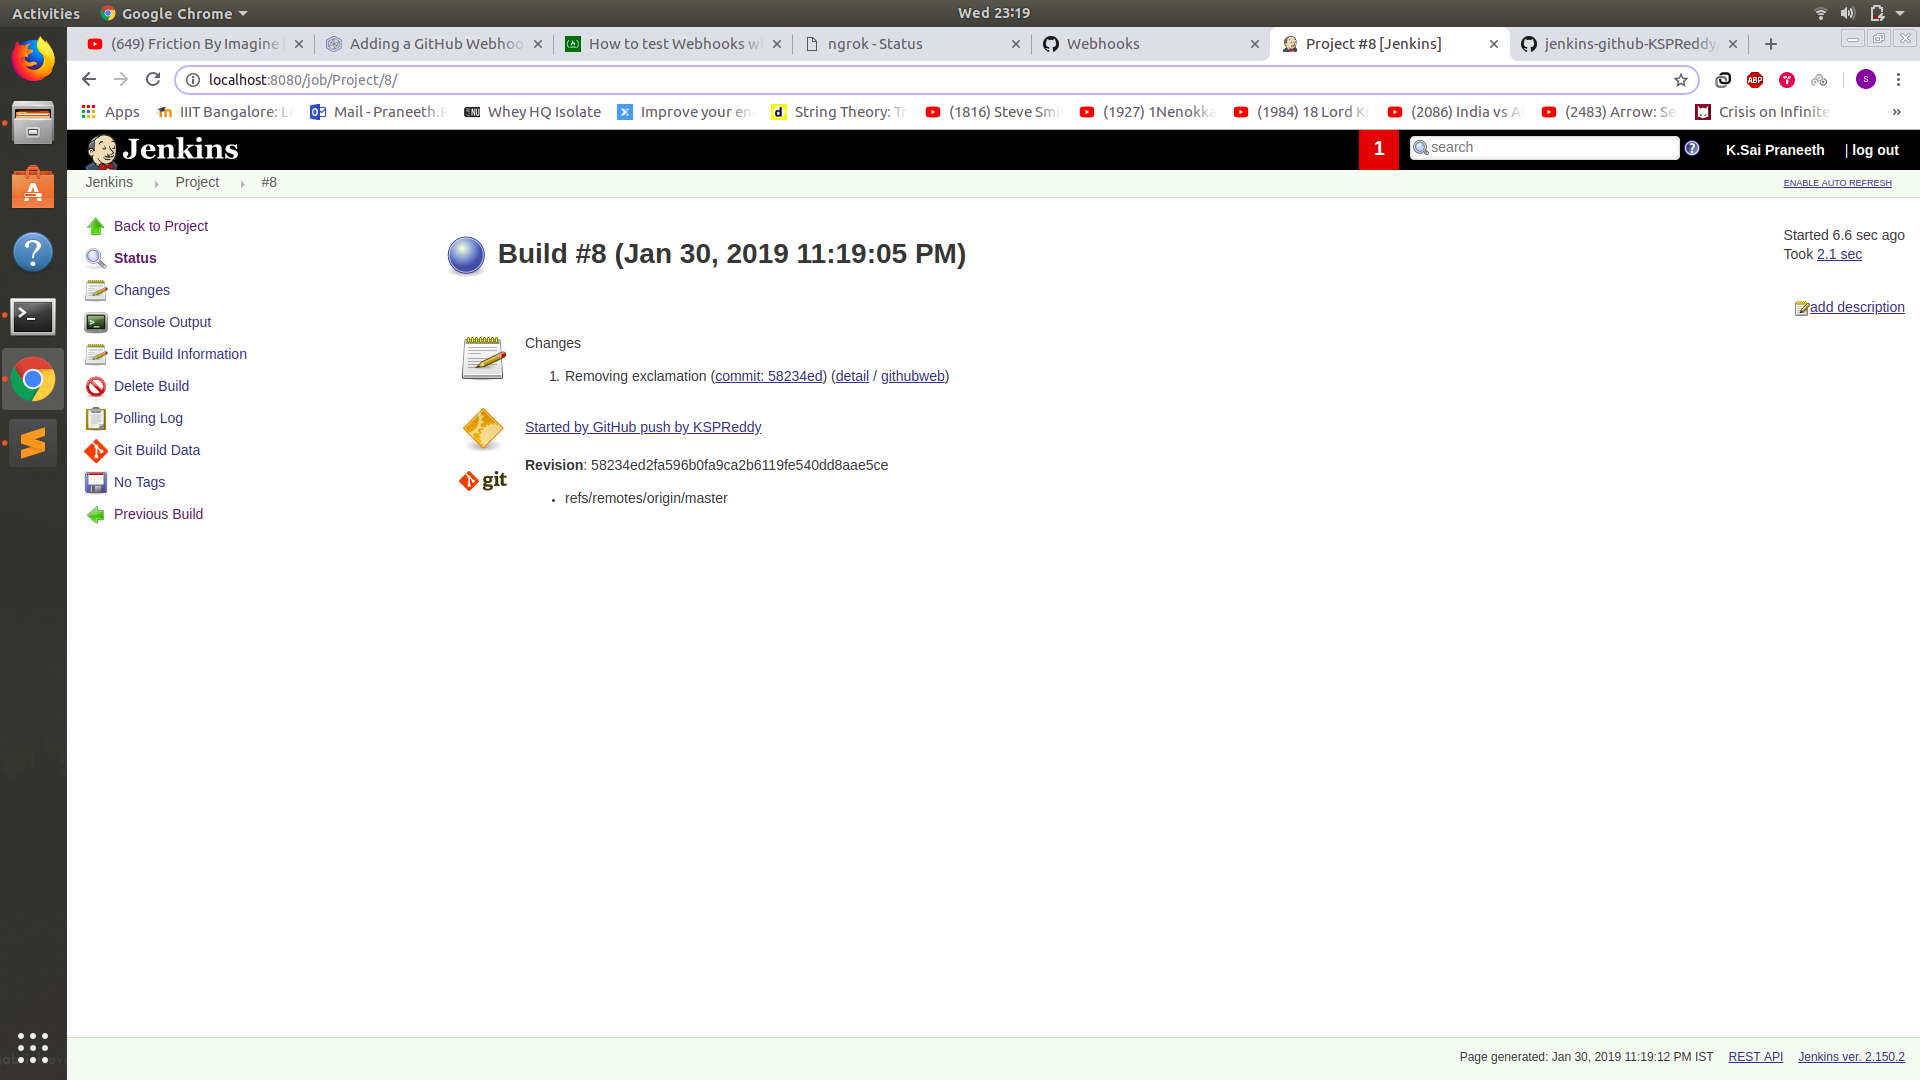 Activities Google Chrome Wed 23:19
(649) Friction By Imagine Adding a GitHub Webhoo How to test Webhooks ngrok - Status Webhooks Project #8 [Jenkins] jenkins-github-KSPReddy
localhost:8080/job/Project/8/ ABP S
Apps IIIT Bangalore: Mail - Praneeth. Whey HQ Isolate Improve your en String Theory: (1816) Steve Smi (1927) 1Nenokka (1984) 18 Lord (2086) India vs (2483) Arrow: Se Crisis on Infinite »
Jenkins 1 search K.Sai Praneeth | log out
Jenkins Project #8 ENABLE AUTO REFRESH
Back to Project
Status
Changes
Console Output
Edit Build Information
Delete Build
Polling Log
Git Build Data
No Tags
Previous Build
Build #8 (Jan 30, 2019 11:19:05 PM)
Started 6.6 sec ago
Took 2.1 sec
add description
Changes
1. Removing exclamation (commit: 58234ed) (detail / githubweb)
Started by GitHub push by KSPReddy
Revision: 58234ed2fa596b0fa9ca2b6119fe540dd8aae5ce
git
• refs/remotes/origin/master
Page generated: Jan 30, 2019 11:19:12 PM IST REST API Jenkins ver. 2.150.2